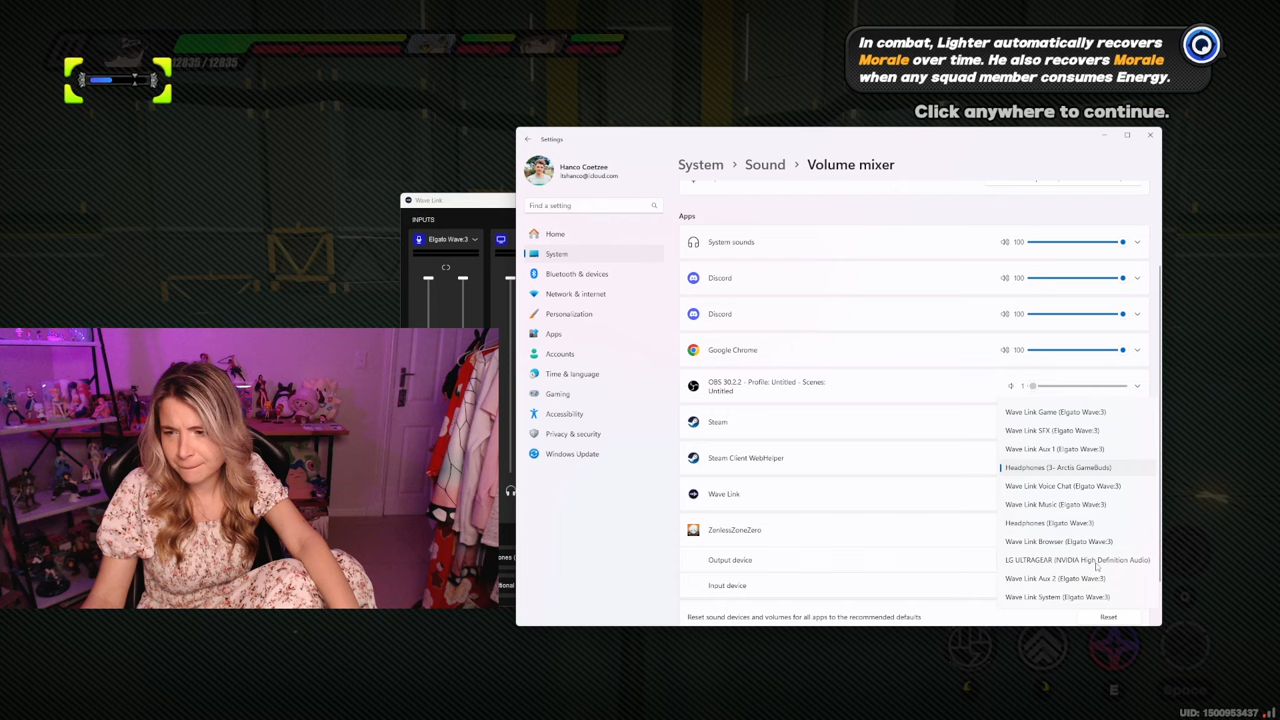 In combat, Lighter automatically recovers
Morale over time. He also recovers Morale
when any squad member consumes Energy.
Click anywhere to continue.
12835 / 12835
Settings
Hanco Coetzee
System > Sound > Volume mixer
Find a setting
Home
System
Bluetooth & devices
Network & internet
Personalization
Apps
Accounts
Time & language
Gaming
Accessibility
Privacy & security
Windows Update
Wave Link
INPUTS
Elgato Wave:3
Apps
System sounds
100
Discord
100
Discord
100
Google Chrome
100
OBS 30.2.2 - Profile: Untitled - Scenes:
Untitled
1
Steam
Steam Client WebHelper
Wave Link
ZenlessZoneZero
Output device
Input device
Reset sound devices and volumes for all apps to the recommended defaults
Reset
Wave Link Game (Elgato Wave:3)
Wave Link SFX (Elgato Wave:3)
Wave Link Aux 1 (Elgato Wave:3)
Headphones (3- Arctis GameBuds)
Wave Link Voice Chat (Elgato Wave:3)
Wave Link Music (Elgato Wave:3)
Headphones (Elgato Wave:3)
Wave Link Browser (Elgato Wave:3)
LG ULTRAGEAR (NVIDIA High Definition Audio)
Wave Link Aux 2 (Elgato Wave:3)
Wave Link System (Elgato Wave:3)
E
Space
UID: 1500953437